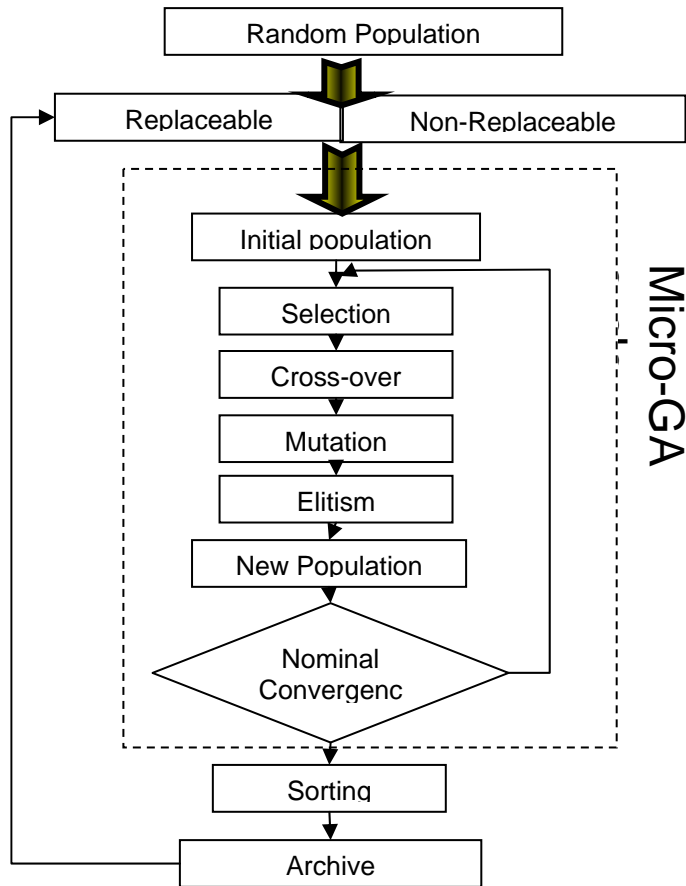 Random Population
Replaceable
Non-Replaceable
Initial population
Selection
Cross-over
Mutation
Elitism
New Population
Nominal
Convergenc
Sorting
Archive
Micro-GA